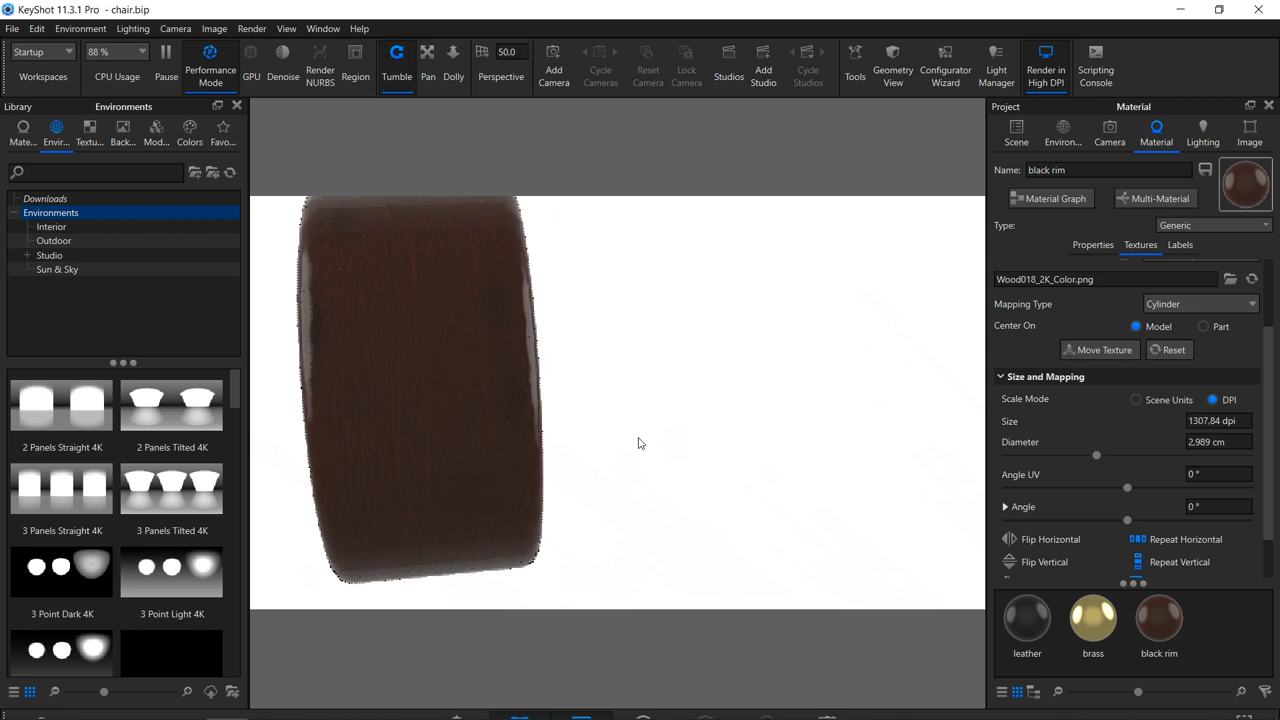 KeyShot 11.3.1 Pro - chair.bip
File Edit Environment Lighting Camera Image Render View Window Help
Startup
88 %
50.0
Workspaces
CPU Usage
Pause
Performance
Mode
GPU
Denoise
Render
NURBS
Region
Tumble
Pan
Dolly
Perspective
Add
Camera
Cycle
Cameras
Reset
Camera
Lock
Camera
Studios
Add
Studio
Cycle
Studios
Tools
Geometry
View
Configurator
Wizard
Light
Manager
Render in
High DPI
Scripting
Console
Library
Environments
Mate... Envir... Textu... Back... Mod... Colors Favo...
Downloads
Environments
Interior
Outdoor
Studio
Sun & Sky
2 Panels Straight 4K
2 Panels Tilted 4K
3 Panels Straight 4K
3 Panels Tilted 4K
3 Point Dark 4K
3 Point Light 4K
Project
Material
Scene Environ... Camera Material Lighting Image
Name: black rim
Material Graph
Multi-Material
Type: Generic
Properties Textures Labels
Wood018_2K_Color.png
Mapping Type Cylinder
Center On Model Part
Move Texture Reset
Size and Mapping
Scale Mode Scene Units DPI
Size 1307,84 dpi
Diameter 2,989 cm
Angle UV 0 °
Angle 0 °
Flip Horizontal Repeat Horizontal
Flip Vertical Repeat Vertical
leather
brass
black rim